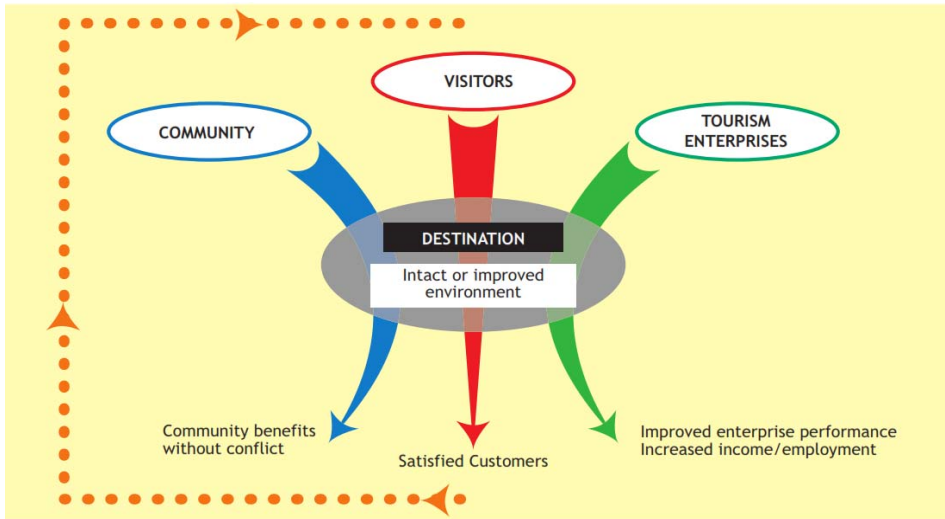 VISITORS
COMMUNITY
TOURISM
ENTERPRISES
DESTINATION
Intact or improved
environment
Community benefits
without conflict
Satisfied Customers
Improved enterprise performance
Increased income/employment